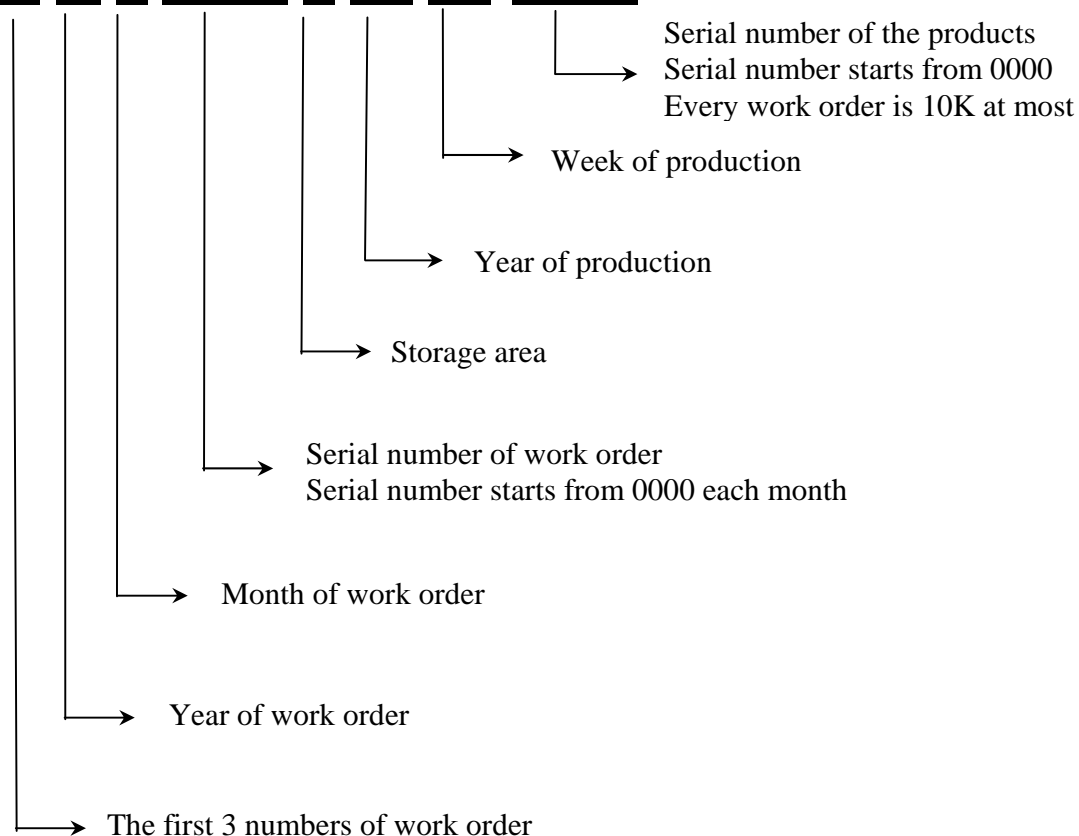 Serial number of the products
Serial number starts from 0000
Every work order is 10K at most
Week of production
Year of production
Storage area
Serial number of work order
Serial number starts from 0000 each month
Month of work order
Year of work order
The first 3 numbers of work order